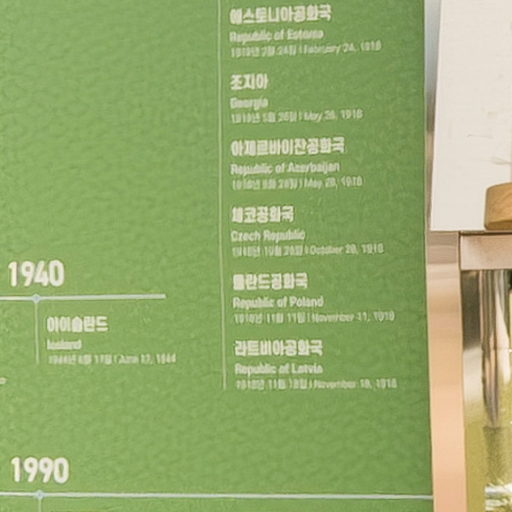 에스토니아공화국
Republic of Estonia
1918년 2월 24일 | February 24, 1918
조지아
Georgia
1918년 5월 26일 | May 26, 1918
아제르바이잔공화국
Republic of Azerbaijan
1918년 5월 28일 | May 28, 1918
체코공화국
Czech Republic
1918년 10월 28일 | October 28, 1918
1940
폴란드공화국
Republic of Poland
1918년 11월 11일 | November 11, 1918
아이슬란드
Iceland
1944년 6월 17일 | June 17, 1944
라트비아공화국
Republic of Latvia
1918년 11월 18일 | November 18, 1918
1990